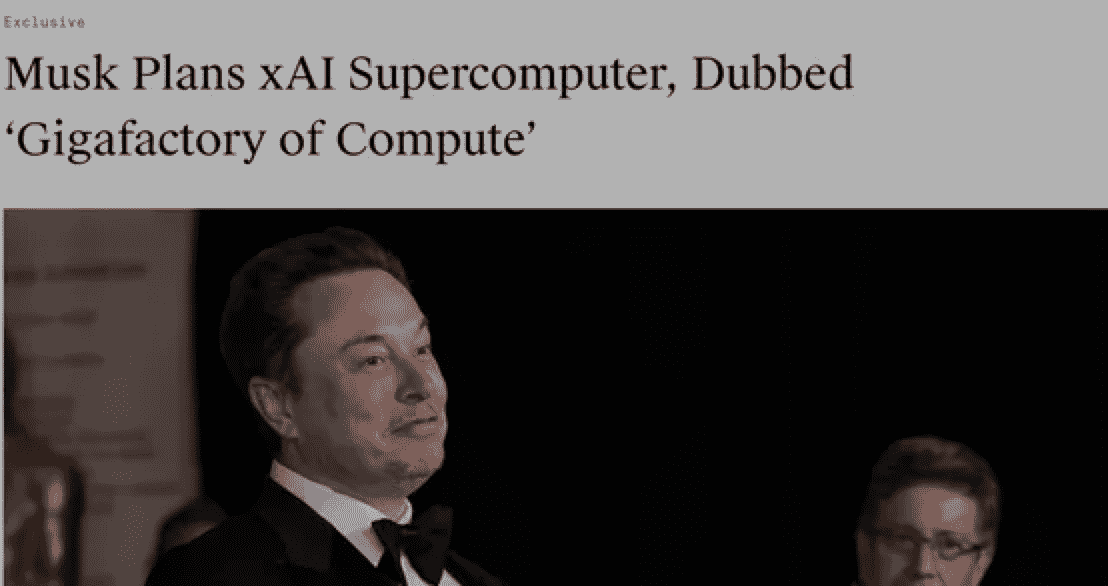 Exclusive
Musk Plans xAI Supercomputer, Dubbed
‘Gigafactory of Compute’